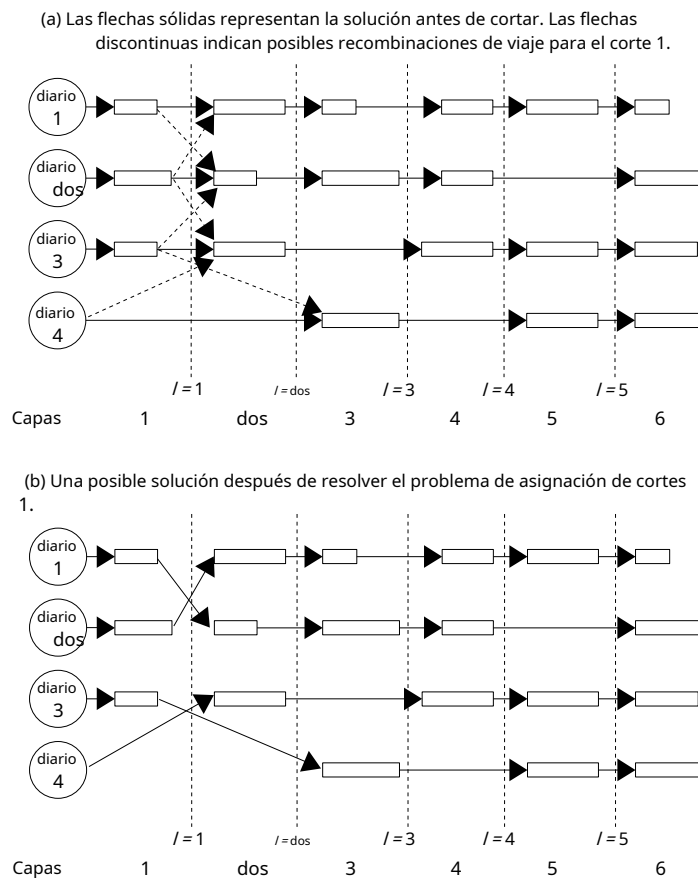 (a) Las flechas sólidas representan la solución antes de cortar. Las flechas
discontinuas indican posibles recombinaciones de viaje para el corte 1.
diario
1
diario
dos
diario
3
diario
4
l = 1 l = dos l = 3 l = 4 l = 5
Capas 1 dos 3 4 5 6
(b) Una posible solución después de resolver el problema de asignación de cortes
1.
diario
1
diario
dos
diario
3
diario
4
l = 1 l = dos l = 3 l = 4 l = 5
Capas 1 dos 3 4 5 6